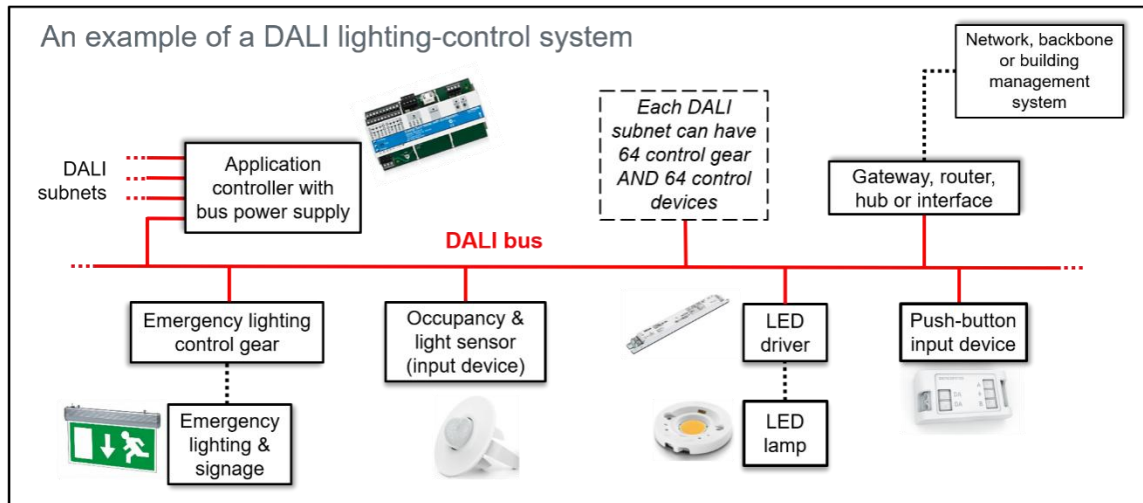 An example of a DALI lighting-control system
Network, backbone
or building
management
system
Each DALI
subnet can have
64 control gear
AND 64 control
devices
DALI
subnets
Application
controller with
bus power supply
Gateway, router,
hub or interface
DALI bus
Emergency lighting
control gear
Occupancy &
light sensor
(input device)
LED
driver
Push-button
input device
Emergency
lighting &
signage
LED
lamp
DA
DA